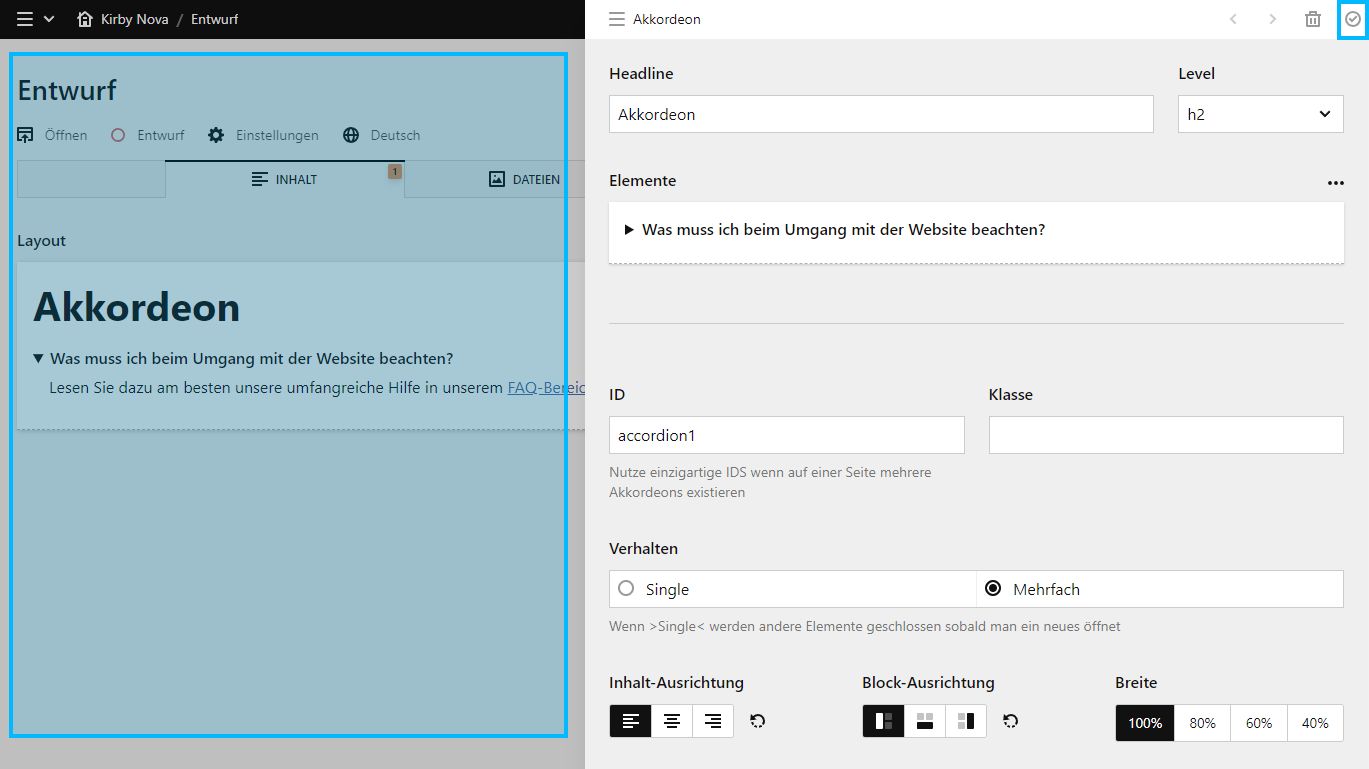 Kirby Nova / Entwurf
Entwurf
Öffnen Entwurf Einstellungen Deutsch
INHALT 1 DATEIEN
Layout
Akkordeon
Was muss ich beim Umgang mit der Website beachten?
Lesen Sie dazu am besten unsere umfangreiche Hilfe in unserem FAQ-Bereic
Akkordeon
Headline Level
Akkordeon h2
Elemente
Was muss ich beim Umgang mit der Website beachten?
ID Klasse
accordion1
Nutze einzigartige IDS wenn auf einer Seite mehrere
Akkordeons existieren
Verhalten
Single Mehrfach
Wenn >Single< werden andere Elemente geschlossen sobald man ein neues öffnet
Inhalt-Ausrichtung Block-Ausrichtung Breite
100% 80% 60% 40%